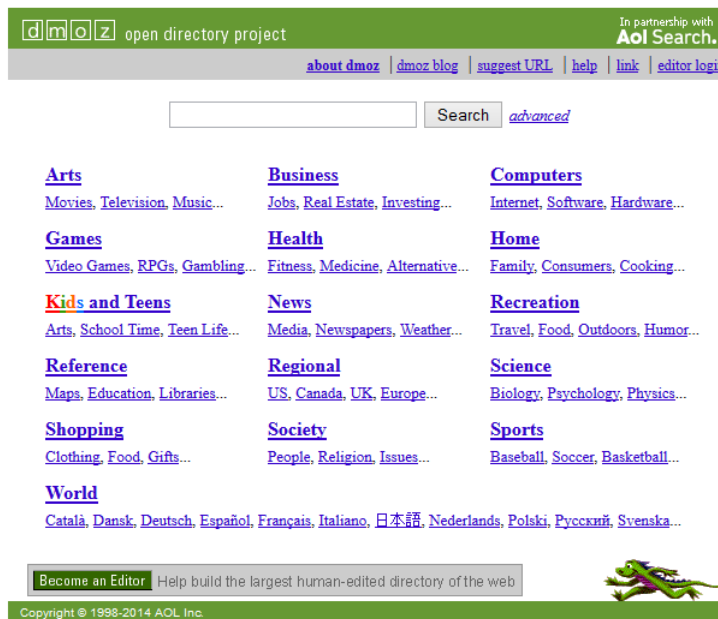 dmoz open directory project
In partnership with
Aol Search.
about dmoz | dmoz blog | suggest URL | help | link | editor logi
Search advanced
Arts Business Computers
Movies, Television, Music... Jobs, Real Estate, Investing... Internet, Software, Hardware...
Games Health Home
Video Games, RPGs, Gambling... Fitness, Medicine, Alternative... Family, Consumers, Cooking...
Kids and Teens News Recreation
Arts, School Time, Teen Life... Media, Newspapers, Weather... Travel, Food, Outdoors, Humor...
Reference Regional Science
Maps, Education, Libraries... US, Canada, UK, Europe... Biology, Psychology, Physics...
Shopping Society Sports
Clothing, Food, Gifts... People, Religion, Issues... Baseball, Soccer, Basketball...
World
Català, Dansk, Deutsch, Español, Français, Italiano, 日本語, Nederlands, Polski, Русский, Svenska...
Become an Editor Help build the largest human-edited directory of the web
Copyright © 1998-2014 AOL Inc.